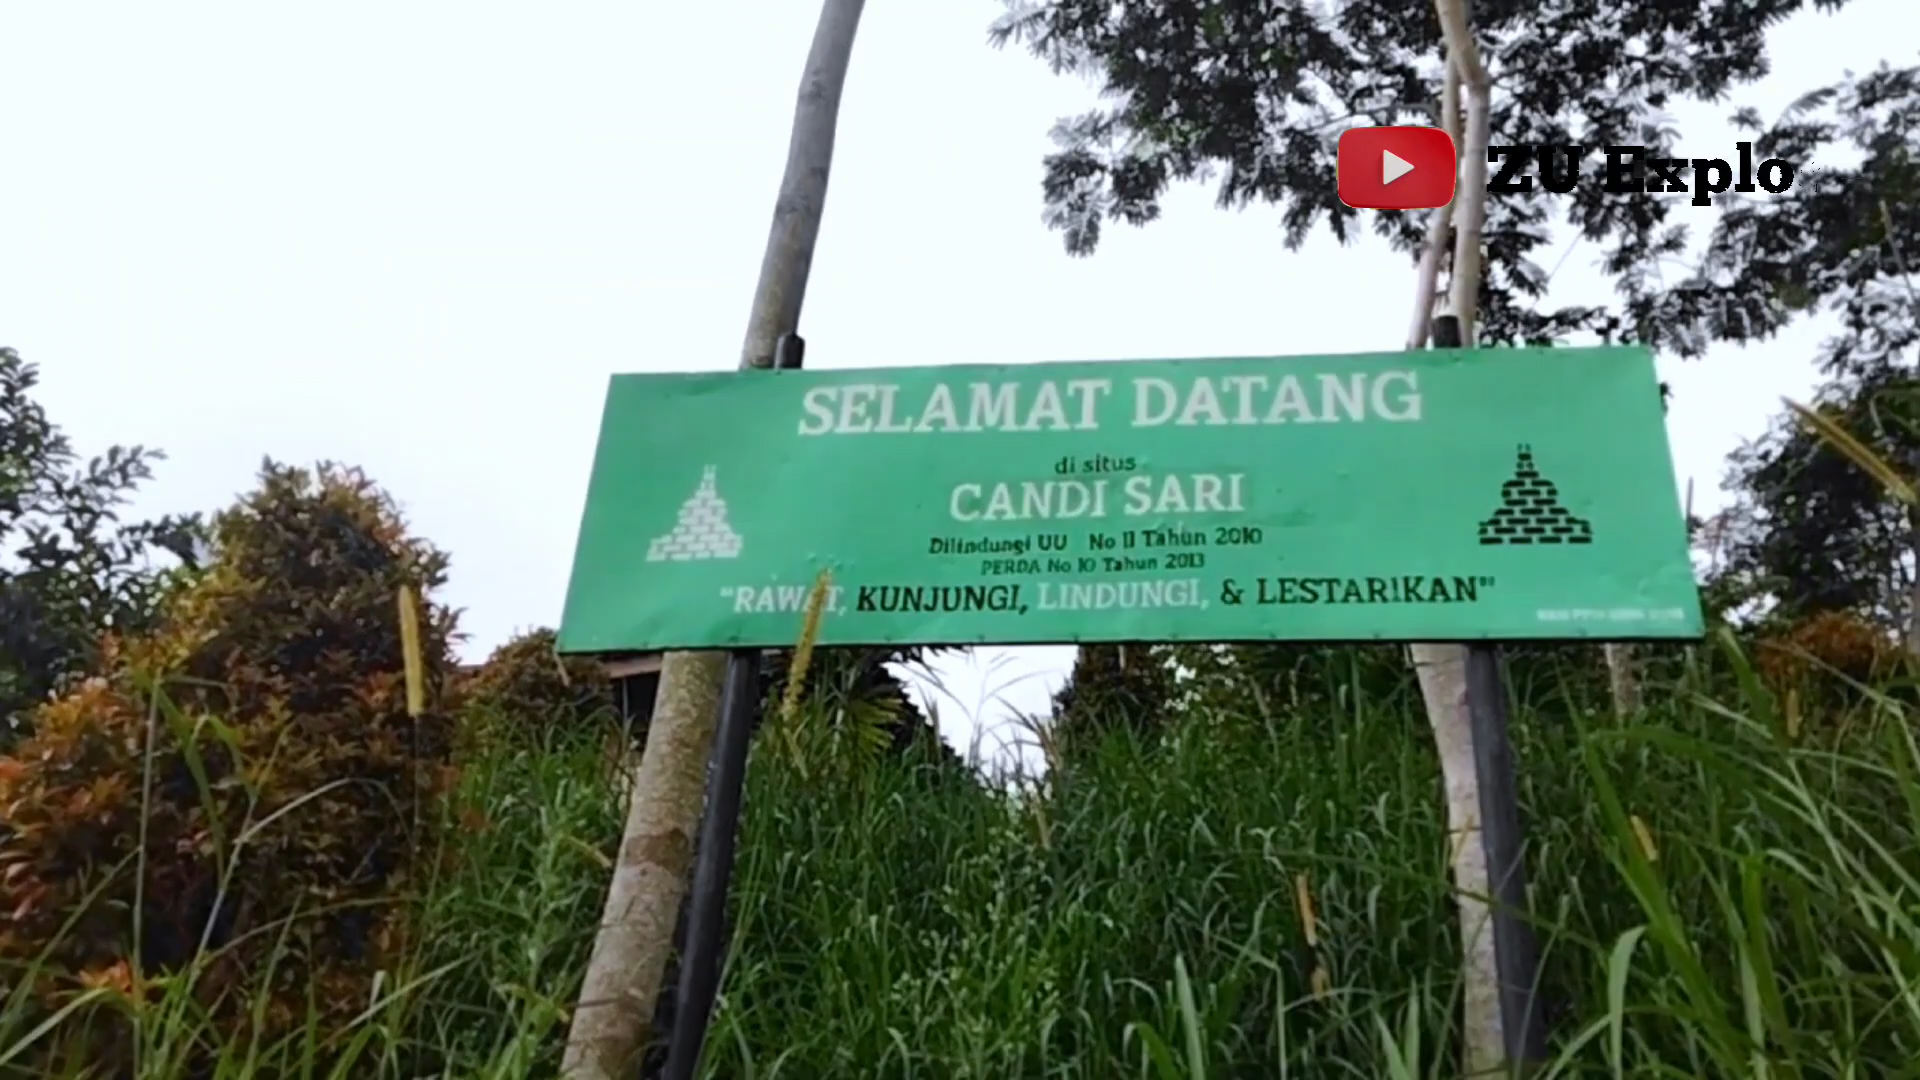 ZU Explo
SELAMAT DATANG
di situs
CANDI SARI
Dilindungi UU No 11 Tahun 2010
PERDA No 10 Tahun 2013
"RAWAT, KUNJUNGI, LINDUNGI, & LESTARIKAN"